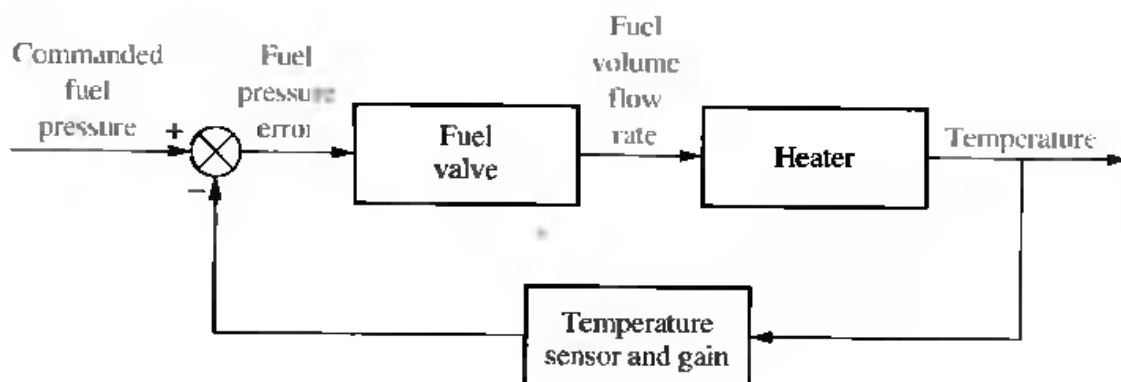 Commanded
fuel
pressure
+
−
Fuel
pressure
error
Fuel
valve
Fuel
volume
flow
rate
Heater
Temperature
Temperature
sensor and gain